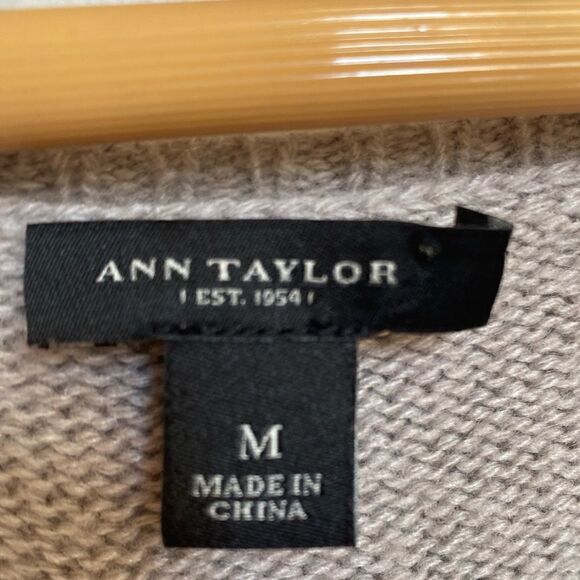 ANN TAYLOR
| EST. 1954 |
M
MADE IN
CHINA